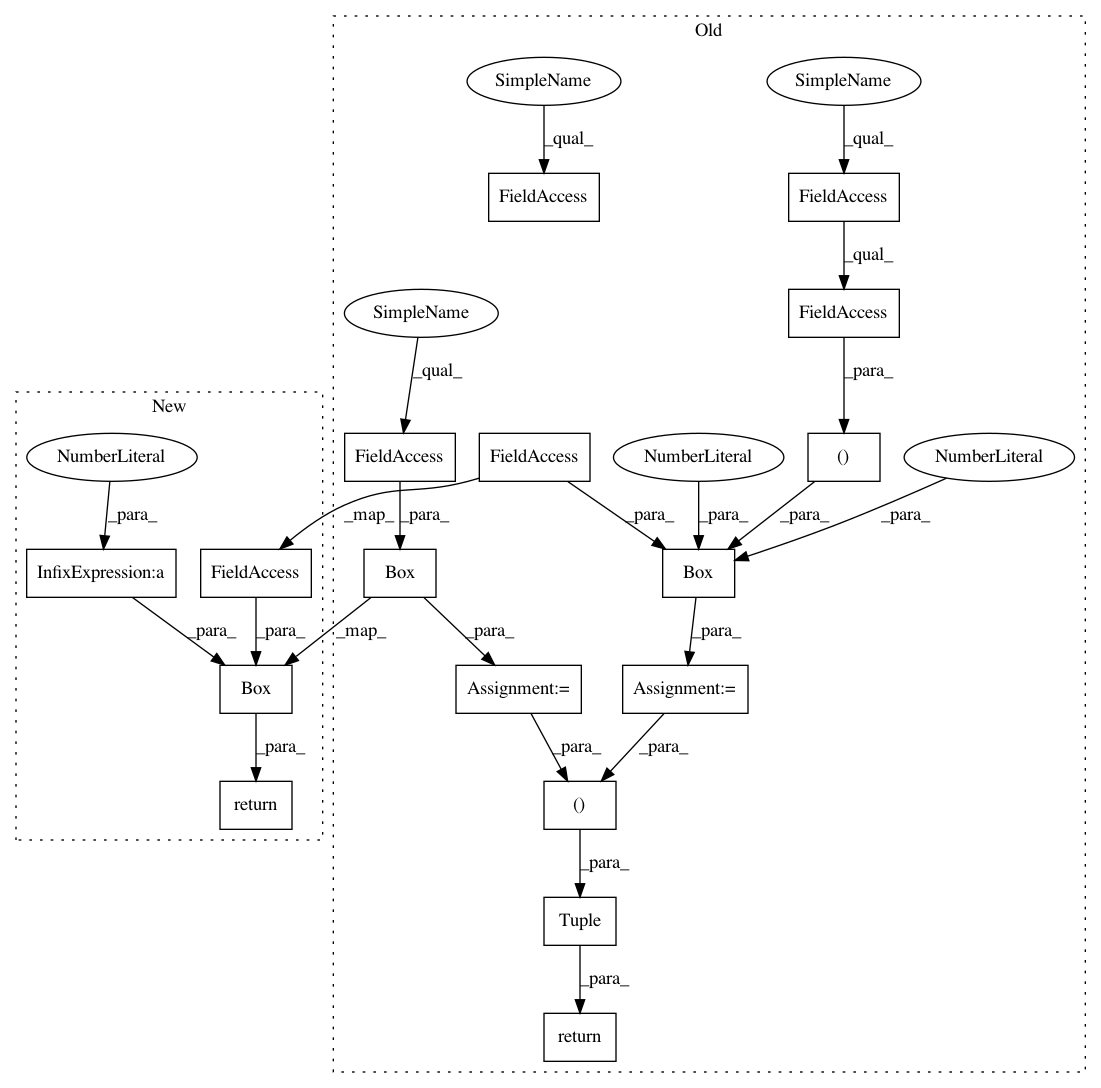 Old
SimpleName
SimpleName
_qual_
_qual_
FieldAccess
FieldAccess
_qual_
SimpleName
FieldAccess
_qual_
_para_
New
NumberLiteral
FieldAccess
FieldAccess
NumberLiteral
()
NumberLiteral
_para_
_map_
_para_
_para_
_para_
_para_
_para_
InfixExpression:a
FieldAccess
Box
Box
_para_
_para_
_map_
_para_
_para_
Box
Assignment:=
Assignment:=
_para_
_para_
_para_
return
()
_para_
Tuple
_para_
return